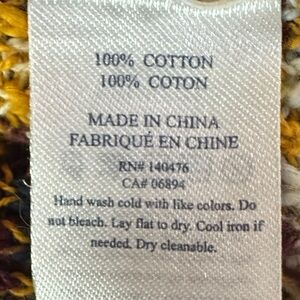 100% COTTON
100% COTON
MADE IN CHINA
FABRIQUÉ EN CHINE
RN# 140476
CA# 06894
Hand wash cold with like colors. Do
not bleach. Lay flat to dry. Cool iron if
needed. Dry cleanable.